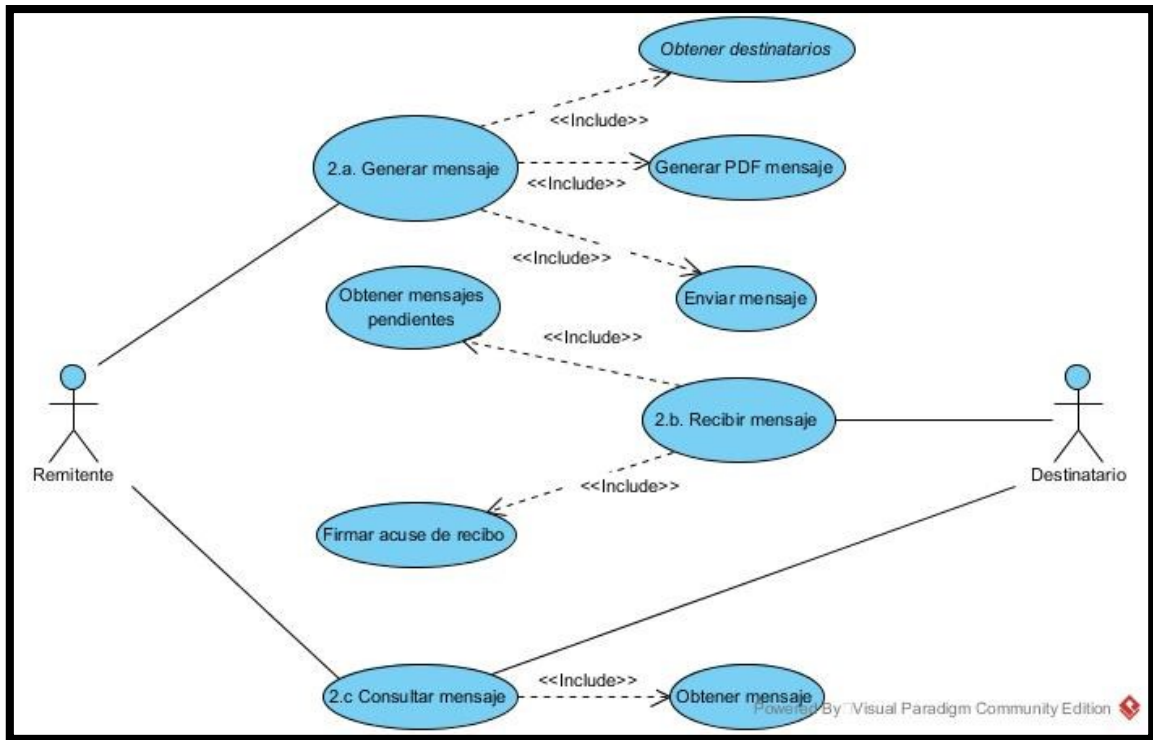 Obtener destinatarios
<<Include>>
2.a. Generar mensaje
Generar PDF mensaje
<<Include>>
<<Include>>
Obtener mensajes
pendientes
Enviar mensaje
<<Include>>
2.b. Recibir mensaje
Remitente
Destinatario
<<Include>>
Firmar acuse de recibo
<<Include>>
2.c Consultar mensaje
Obtener mensaje
Powered By Visual Paradigm Community Edition